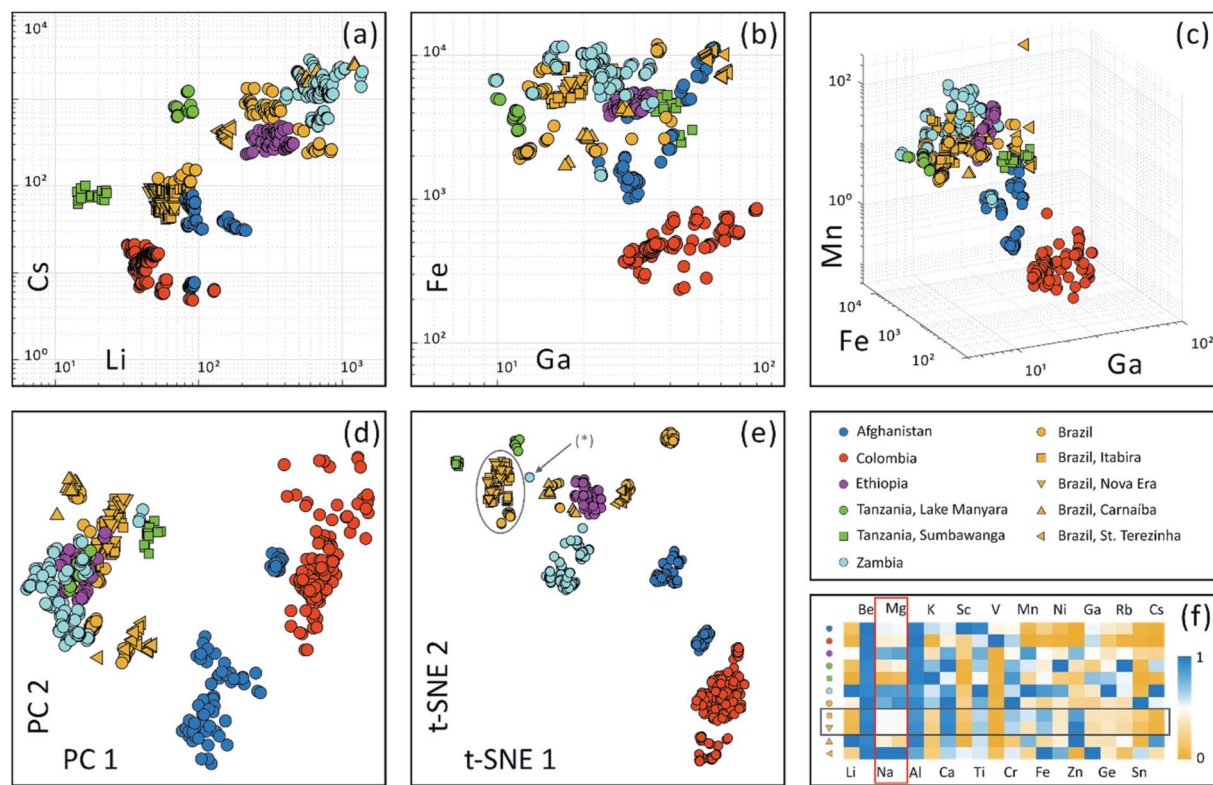 (a)
10⁴
10²
10⁰
Cs
Li
10¹
10²
10³
(b)
10⁴
10³
10²
Fe
Ga
10¹
10²
(c)
10²
10⁰
Mn
10⁴
10³
10²
Fe
10¹
10²
Ga
(d)
PC 2
PC 1
(e)
(*)
t-SNE 2
t-SNE 1
Afghanistan
Colombia
Ethiopia
Tanzania, Lake Manyara
Tanzania, Sumbawanga
Zambia
Brazil
Brazil, Itabira
Brazil, Nova Era
Brazil, Carnaíba
Brazil, St. Terezinha
(f)
Be Mg K Sc V Mn Ni Ga Rb Cs
1
0
Li Na Al Ca Ti Cr Fe Zn Ge Sn